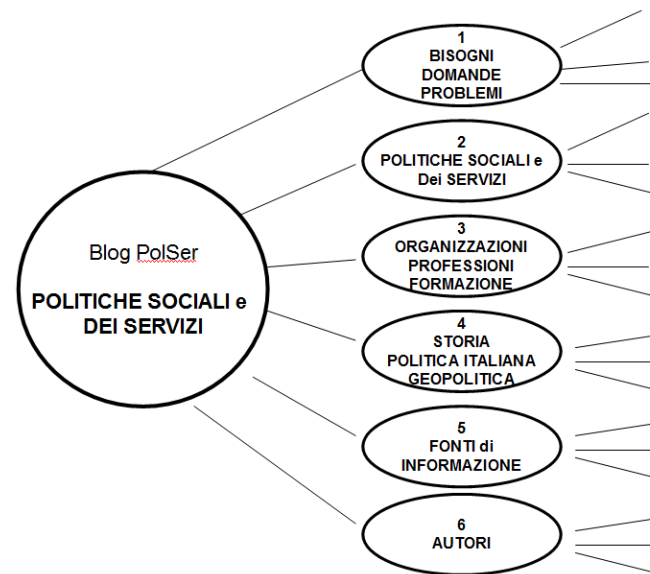 1
BISOGNI
DOMANDE
PROBLEMI
2
POLITICHE SOCIALI e
Dei SERVIZI
Blog PolSer
POLITICHE SOCIALI e
DEI SERVIZI
3
ORGANIZZAZIONI
PROFESSIONI
FORMAZIONE
4
STORIA
POLITICA ITALIANA
GEOPOLITICA
5
FONTI di
INFORMAZIONE
6
AUTORI